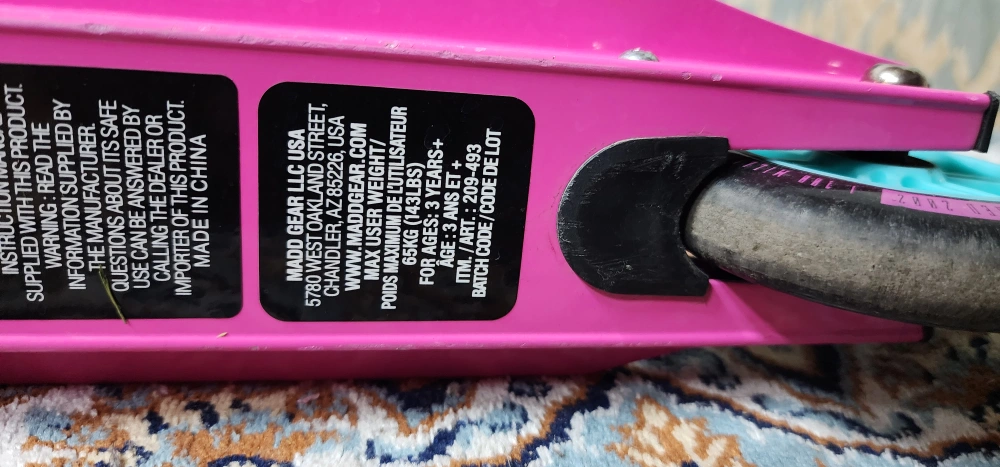 INSTRUCTION
SUPPLIED WITH THIS PRODUCT.
WARNING: READ THE
INFORMATION SUPPLIED BY
THE MANUFACTURER.
QUESTIONS ABOUT ITS SAFE
USE CAN BE ANSWERED BY
CALLING THE DEALER OR
IMPORTER OF THIS PRODUCT.
MADE IN CHINA
MADD GEAR LLC USA
5780 WEST OAKLAND STREET,
CHANDLER, AZ 85226, USA
WWW.MADDGEAR.COM
MAX USER WEIGHT/
POIDS MAXIMUM DE L'UTILISATEUR
65KG (143LBS)
FOR AGES: 3 YEARS+
ÂGE : 3 ANS ET +
ITM. / ART. : 209-493
BATCH CODE / CODE DE LOT